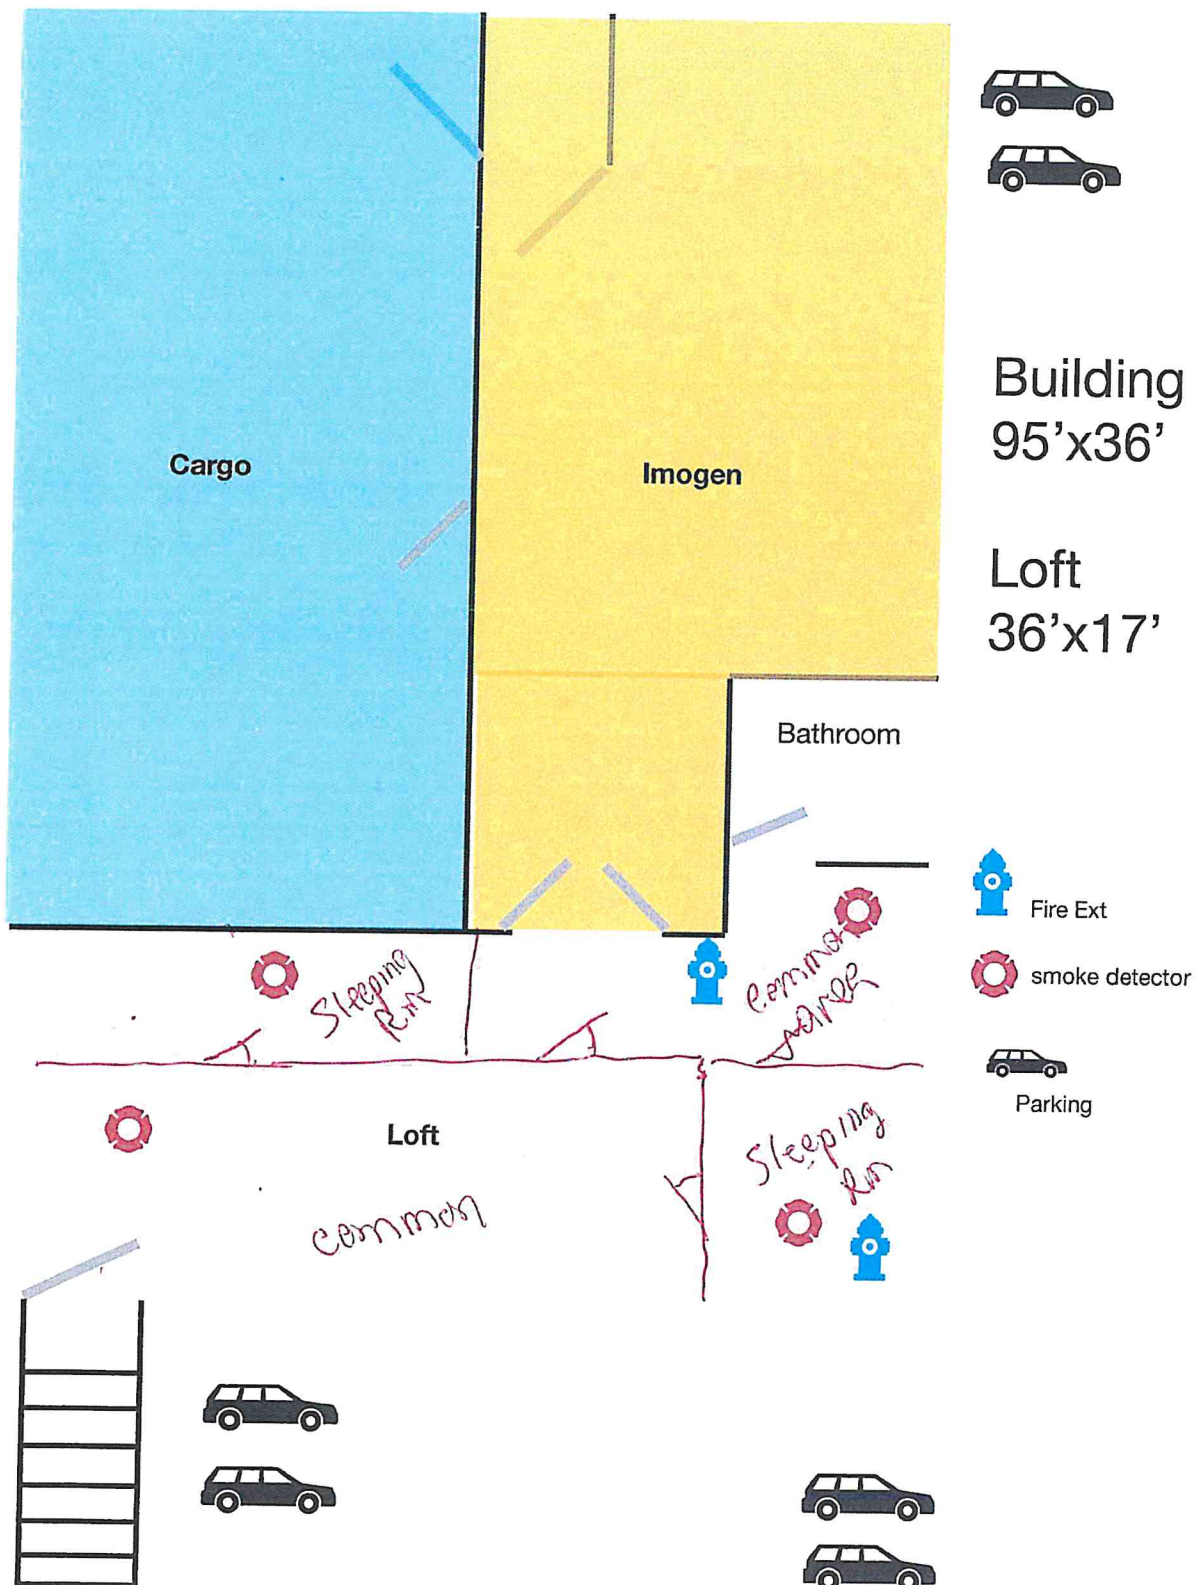 Building
95’x36’
Cargo
Imogen
Loft
36’x17’
Bathroom
Fire Ext
Sleeping
Rm
Common
area
smoke detector
Parking
Loft
Sleeping
Rm
common